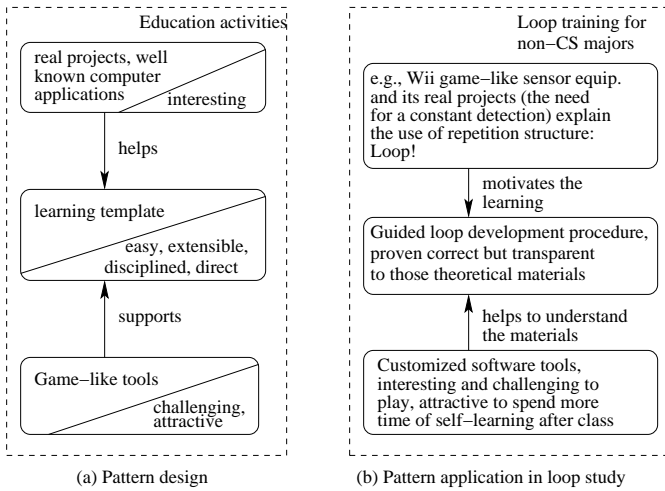 Education activities
real projects, well
known computer
applications
interesting
helps
learning template
easy, extensible,
disciplined, direct
supports
Game-like tools
challenging,
attractive
(a) Pattern design
Loop training for
non-CS majors
e.g., Wii game-like sensor equip.
and its real projects (the need
for a constant detection) explain
the use of repetition structure:
Loop!
motivates the
learning
Guided loop development procedure,
proven correct but transparent
to those theoretical materials
helps to understand
the materials
Customized software tools,
interesting and challenging to
play, attractive to spend more
time of self-learning after class
(b) Pattern application in loop study